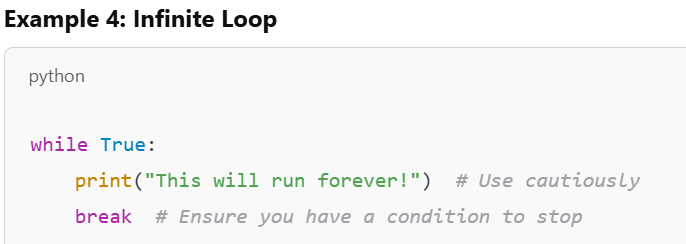 Example 4: Infinite Loop
python
while True:
    print("This will run forever!")  # Use cautiously
    break  # Ensure you have a condition to stop